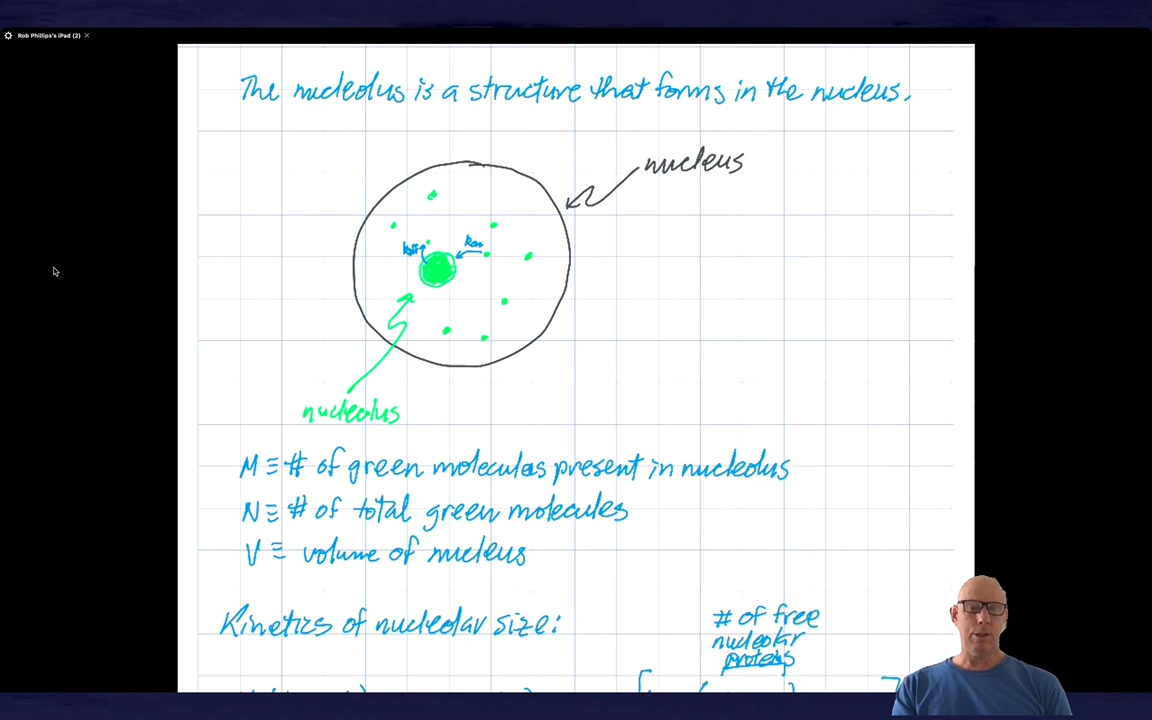 Rob Phillips's iPad (2)
The nucleolus is a structure that forms in the nucleus.
nucleus
koff
kon
nucleolus
M ≡ # of green molecules present in nucleolus
N ≡ # of total green molecules
V ≡ volume of nucleus
Kinetics of nucleolar size:
# of free
nucleolar
proteins